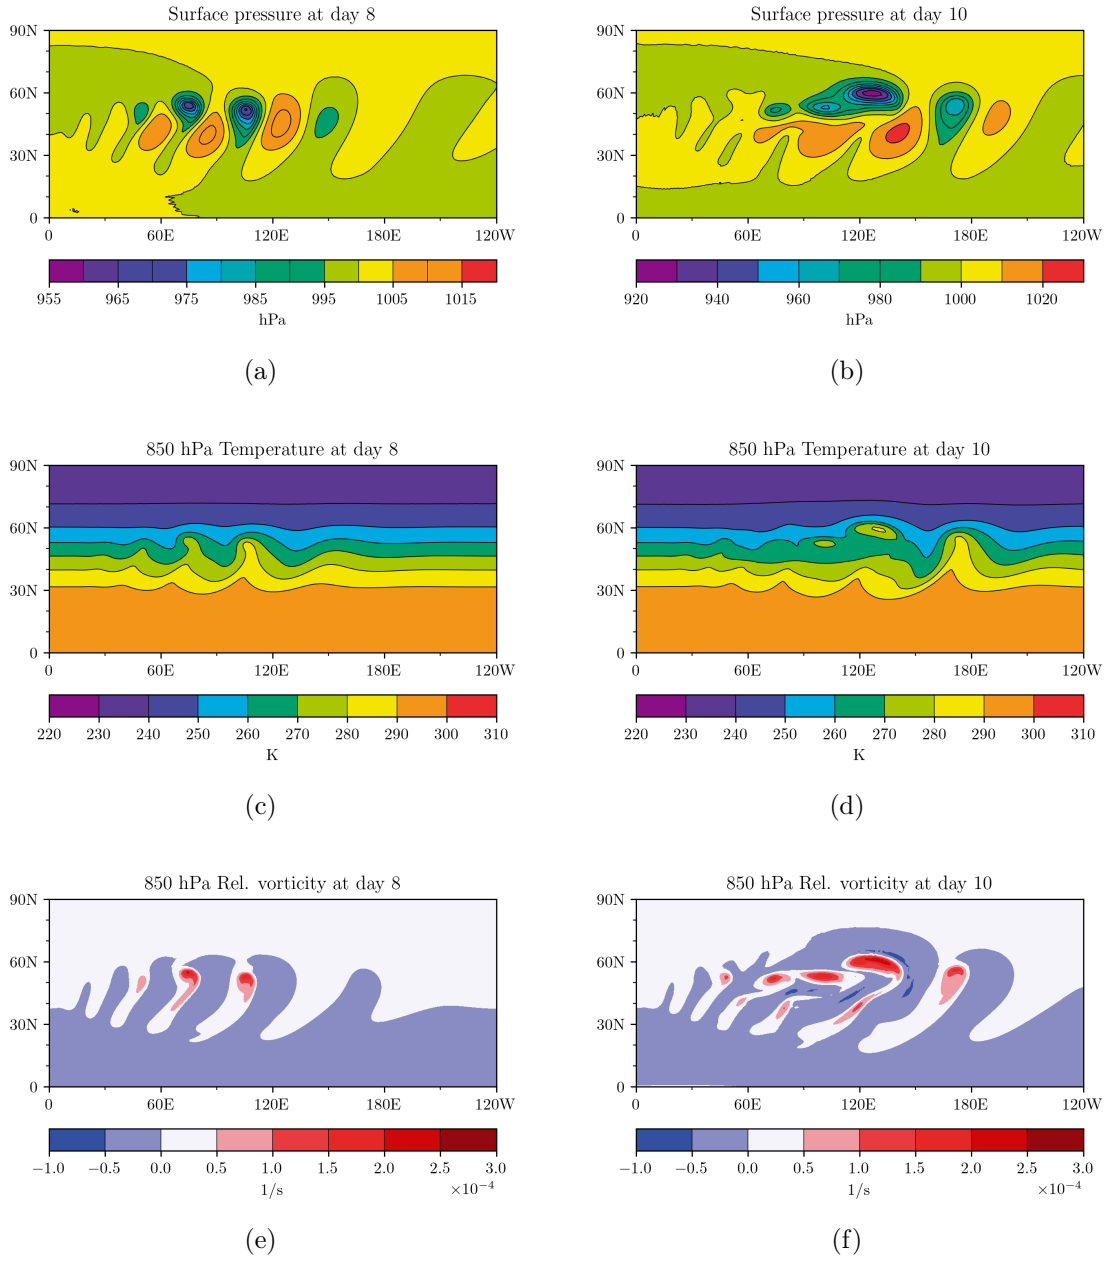 Surface pressure at day 8
90N
60N
30N
0
0 60E 120E 180E 120W
955 965 975 985 995 1005 1015
hPa
(a)
Surface pressure at day 10
90N
60N
30N
0
0 60E 120E 180E 120W
920 940 960 980 1000 1020
hPa
(b)
850 hPa Temperature at day 8
90N
60N
30N
0
0 60E 120E 180E 120W
220 230 240 250 260 270 280 290 300 310
K
(c)
850 hPa Temperature at day 10
90N
60N
30N
0
0 60E 120E 180E 120W
220 230 240 250 260 270 280 290 300 310
K
(d)
850 hPa Rel. vorticity at day 8
90N
60N
30N
0
0 60E 120E 180E 120W
−1.0 −0.5 0.0 0.5 1.0 1.5 2.0 2.5 3.0
1/s ×10⁻⁴
(e)
850 hPa Rel. vorticity at day 10
90N
60N
30N
0
0 60E 120E 180E 120W
−1.0 −0.5 0.0 0.5 1.0 1.5 2.0 2.5 3.0
1/s ×10⁻⁴
(f)